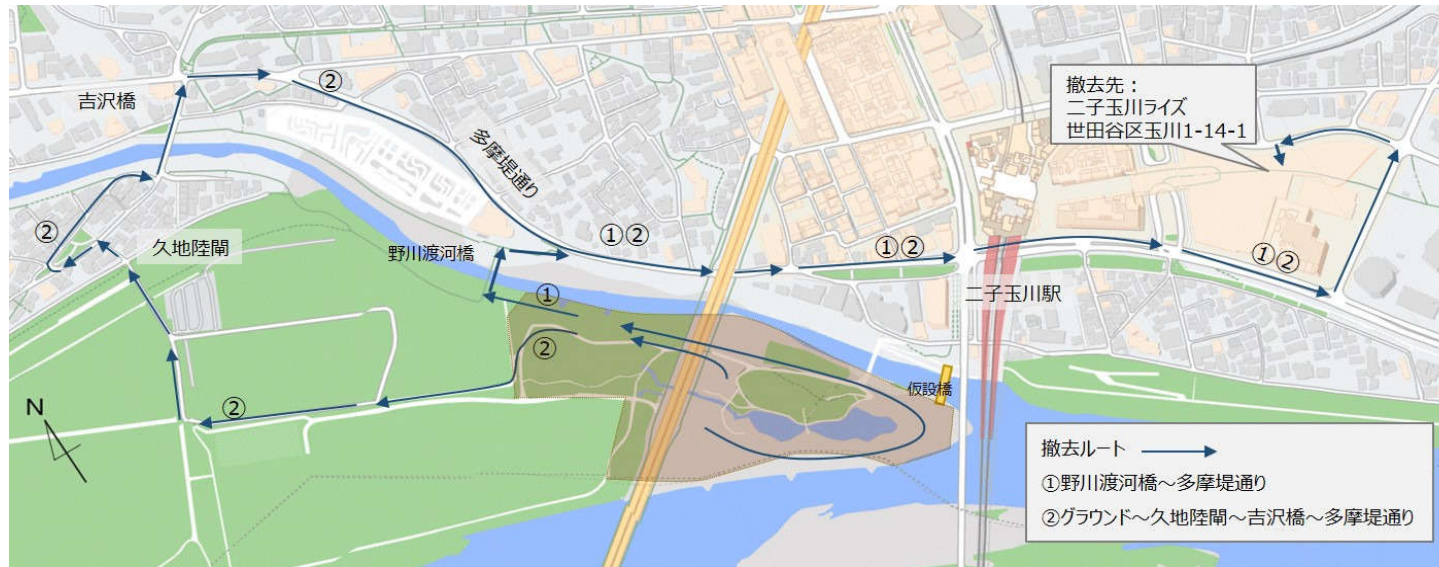 撤去先：
二子玉川ライズ
世田谷区玉川1-14-1
吉沢橋
②
多摩堤通り
②
久地陸閘
野川渡河橋
①②
①②
①②
二子玉川駅
①
②
仮設橋
②
N
撤去ルート
①野川渡河橋～多摩堤通り
②グラウンド～久地陸閘～吉沢橋～多摩堤通り